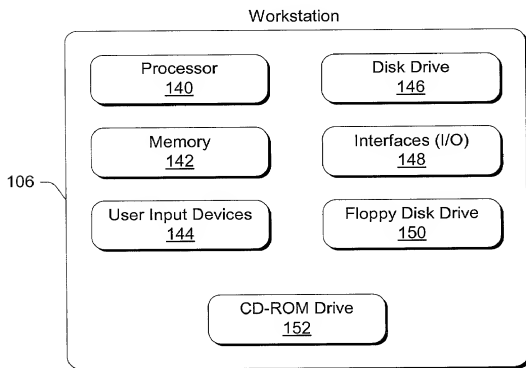 Workstation
Processor
140
Disk Drive
146
Memory
142
Interfaces (I/O)
148
106
User Input Devices
144
Floppy Disk Drive
150
CD-ROM Drive
152